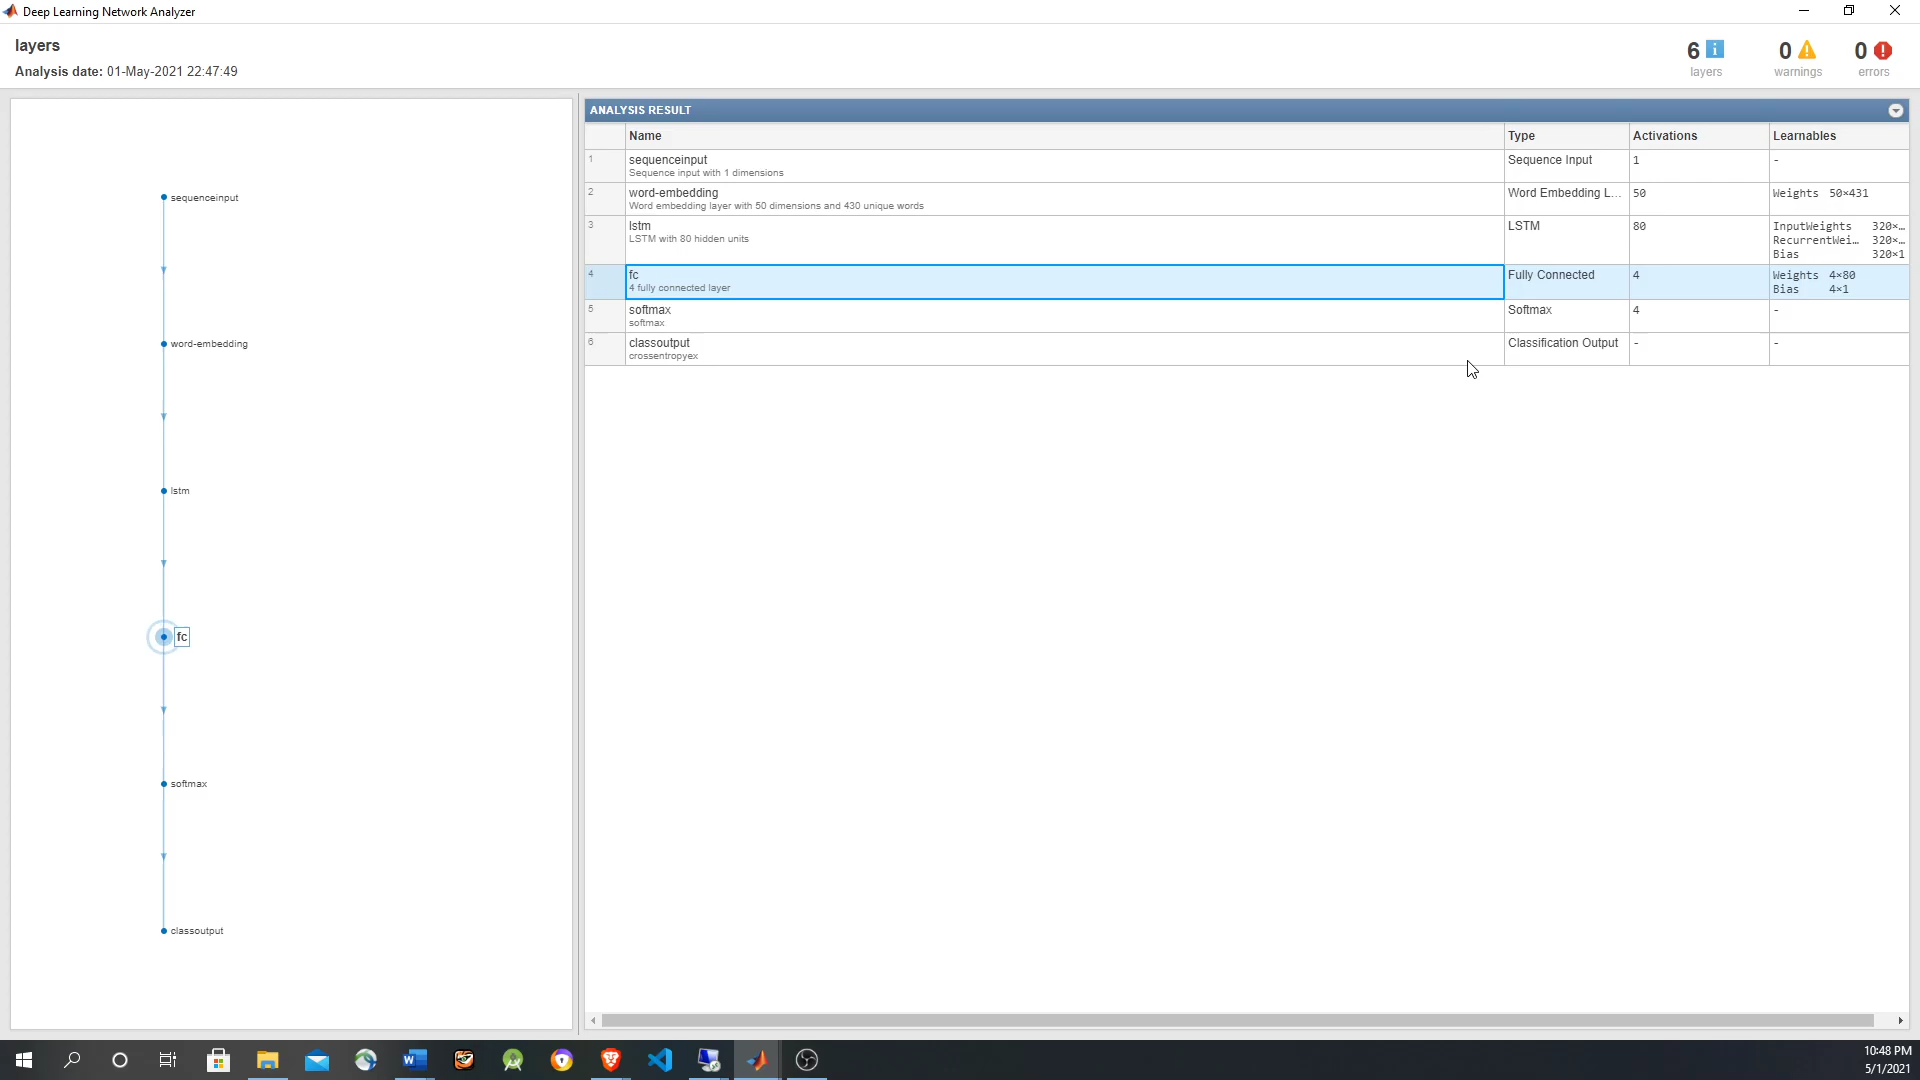 Deep Learning Network Analyzer
layers
Analysis date: 01-May-2021 22:47:49
6
layers
0
warnings
0
errors
sequenceinput
word-embedding
lstm
fc
softmax
classoutput
ANALYSIS RESULT
Name Type Activations Learnables
1 sequenceinput Sequence Input 1 -
Sequence input with 1 dimensions
2 word-embedding Word Embedding L... 50 Weights 50×431
Word embedding layer with 50 dimensions and 430 unique words
3 lstm LSTM 80 InputWeights 320×...
LSTM with 80 hidden units RecurrentWei... 320×...
Bias 320×1
4 fc Fully Connected 4 Weights 4×80
4 fully connected layer Bias 4×1
5 softmax Softmax 4 -
softmax
6 classoutput Classification Output - -
crossentropyex
10:48 PM
5/1/2021